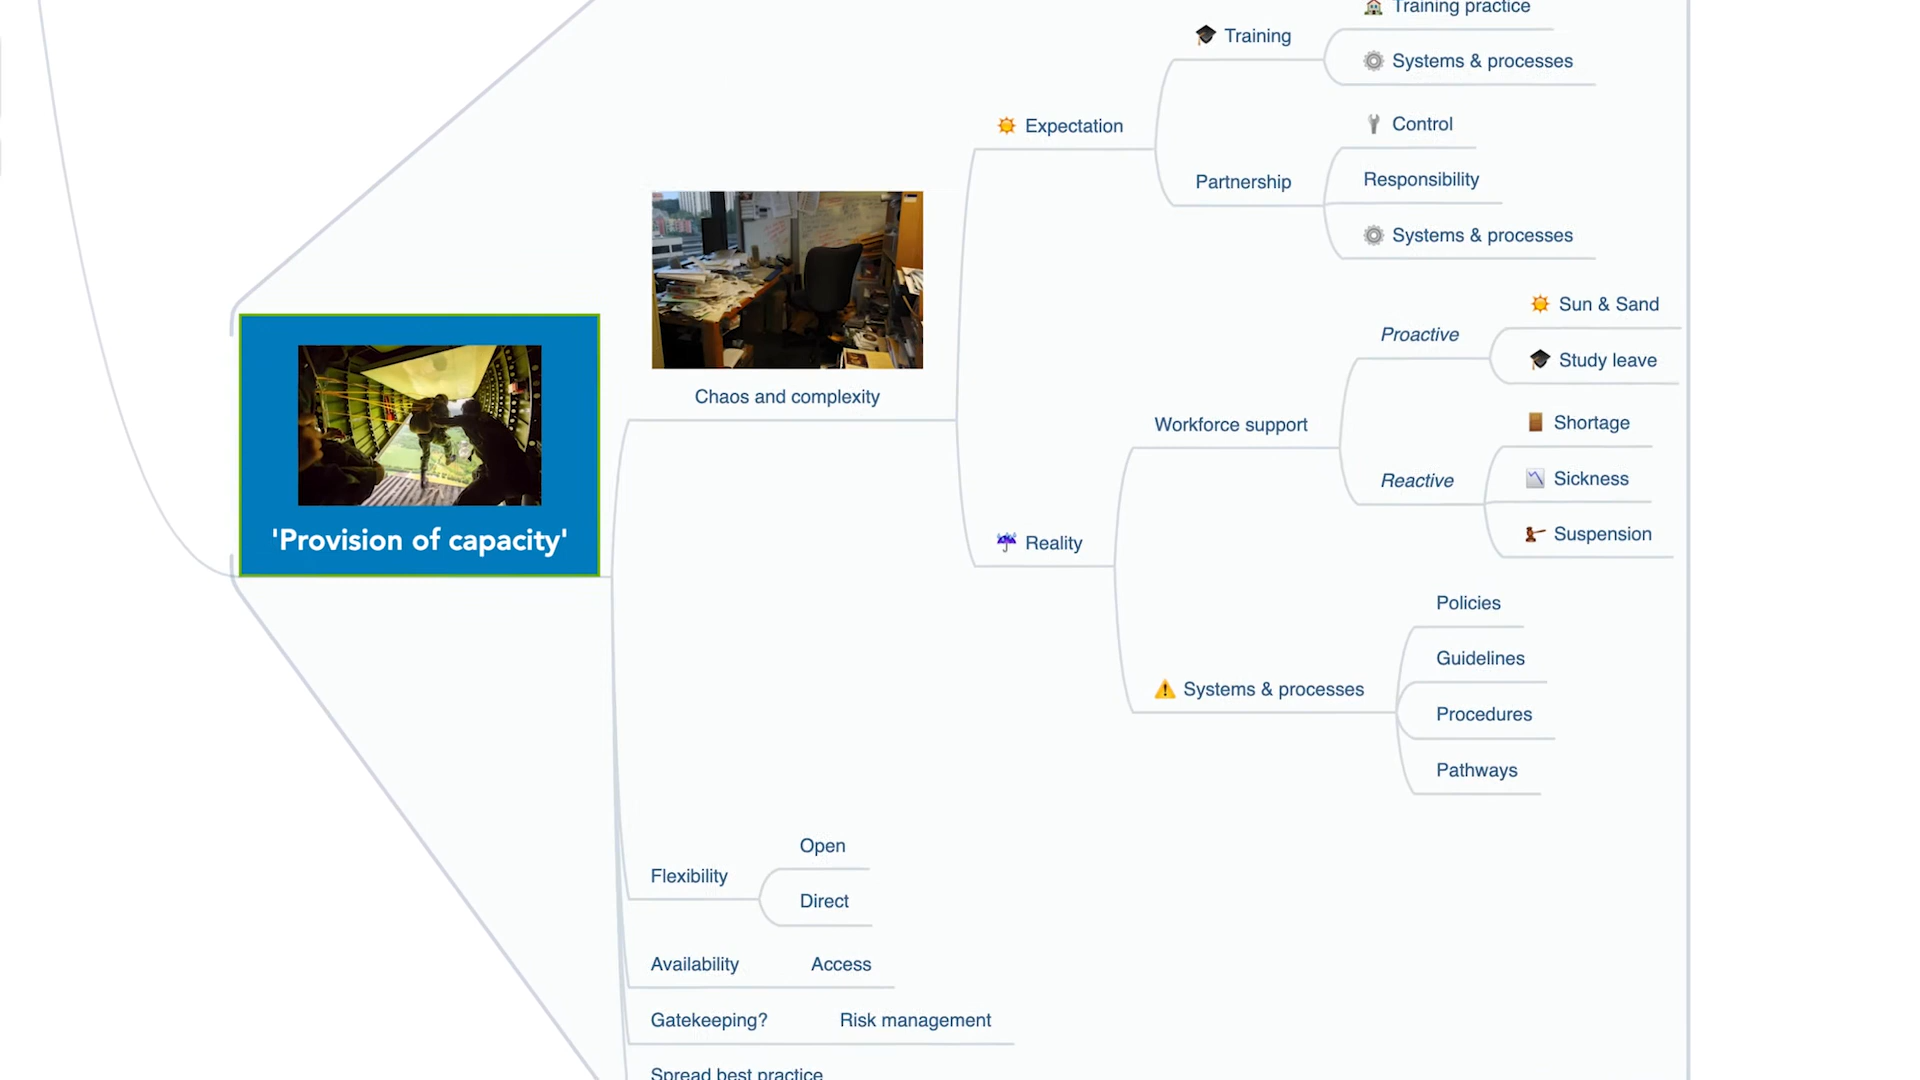 Training practice
Training
Systems & processes
Expectation
Control
Partnership
Responsibility
Systems & processes
Chaos and complexity
Sun & Sand
Proactive
Study leave
Workforce support
Shortage
Reactive
Sickness
Suspension
Reality
'Provision of capacity'
Policies
Guidelines
Systems & processes
Procedures
Pathways
Open
Flexibility
Direct
Availability
Access
Gatekeeping?
Risk management
Spread best practice